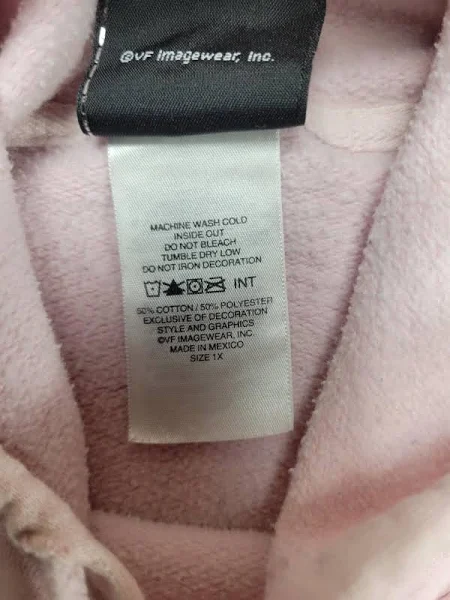 ©VF Imagewear, Inc.
MACHINE WASH COLD
INSIDE OUT
DO NOT BLEACH
TUMBLE DRY LOW
DO NOT IRON DECORATION
INT
50% COTTON / 50% POLYESTER
EXCLUSIVE OF DECORATION
STYLE AND GRAPHICS
©VF IMAGEWEAR, INC.
MADE IN MEXICO
SIZE 1X